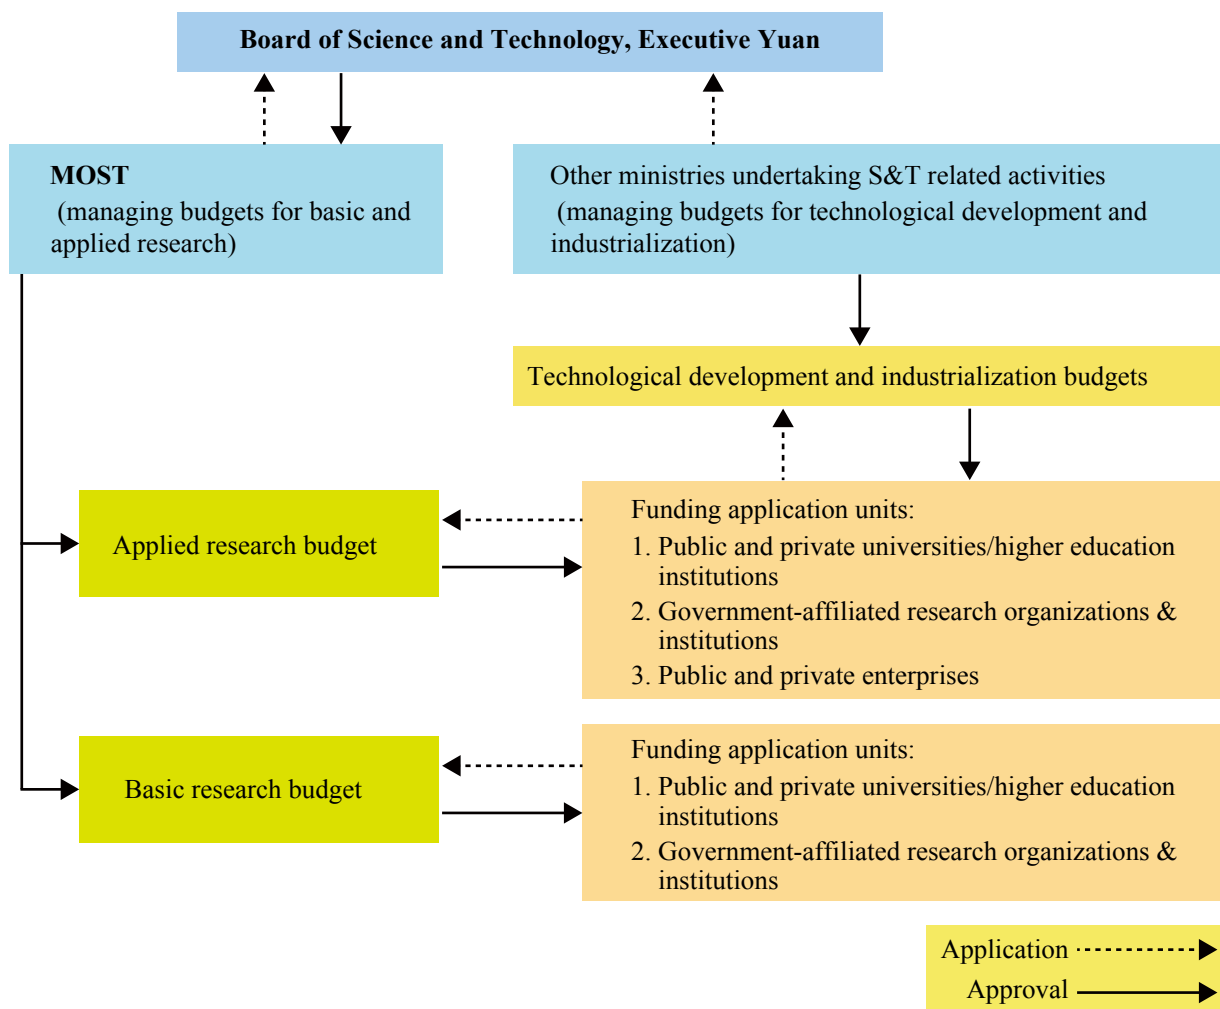 Board of Science and Technology, Executive Yuan
MOST
(managing budgets for basic and
applied research)
Other ministries undertaking S&T related activities
(managing budgets for technological development and
industrialization)
Technological development and industrialization budgets
Applied research budget
Funding application units:
1. Public and private universities/higher education
institutions
2. Government-affiliated research organizations &
institutions
3. Public and private enterprises
Basic research budget
Funding application units:
1. Public and private universities/higher education
institutions
2. Government-affiliated research organizations &
institutions
Application
Approval